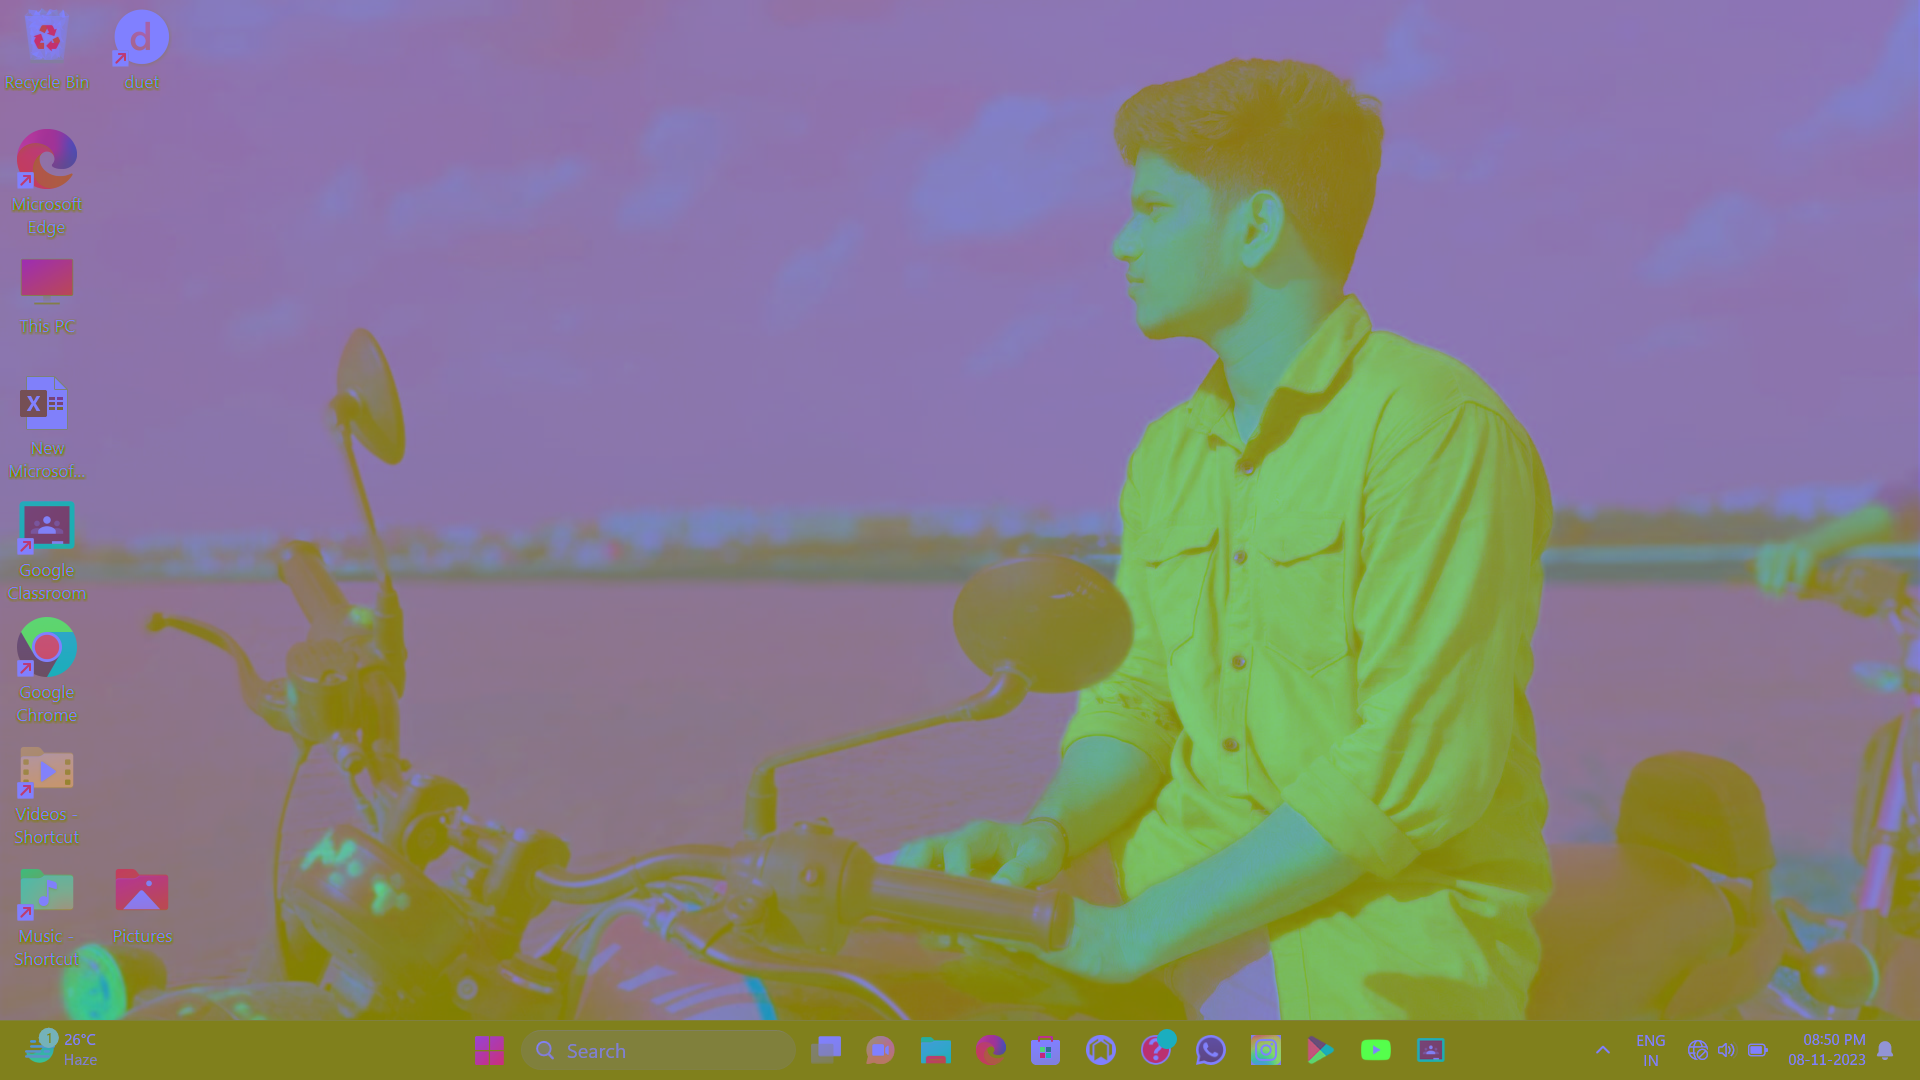 Recycle Bin
duet
Microsoft
Edge
This PC
New
Microsof...
Google
Classroom
Google
Chrome
Videos -
Shortcut
Music -
Shortcut
Pictures
1
26°C
Haze
Search
ENG
IN
08:50 PM
08-11-2023